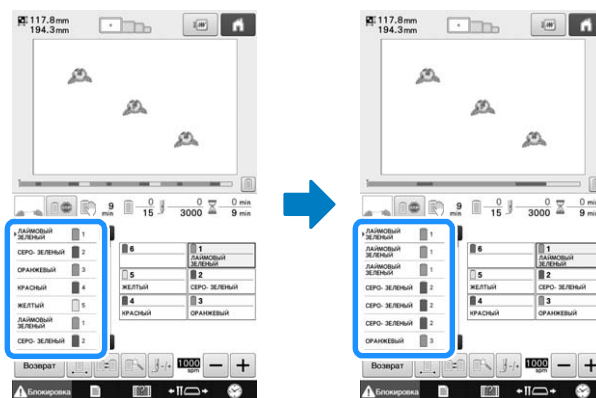 117.8mm
194.3mm
9 min
0
15
0
3000
0 min
9 min
ЛАЙМОВЫЙ ЗЕЛЕНЫЙ 1
СЕРО- ЗЕЛЕНЫЙ 2
ОРАНЖЕВЫЙ 3
КРАСНЫЙ 4
ЖЕЛТЫЙ 5
ЛАЙМОВЫЙ ЗЕЛЕНЫЙ 1
СЕРО- ЗЕЛЕНЫЙ 2
6
1
ЛАЙМОВЫЙ ЗЕЛЕНЫЙ
5
ЖЕЛТЫЙ
2
СЕРО- ЗЕЛЕНЫЙ
4
КРАСНЫЙ
3
ОРАНЖЕВЫЙ
Возврат
1000 spm
Блокировка
117.8mm
194.3mm
9 min
0
15
0
3000
0 min
9 min
ЛАЙМОВЫЙ ЗЕЛЕНЫЙ 1
ЛАЙМОВЫЙ ЗЕЛЕНЫЙ 1
ЛАЙМОВЫЙ ЗЕЛЕНЫЙ 1
СЕРО- ЗЕЛЕНЫЙ 2
СЕРО- ЗЕЛЕНЫЙ 2
СЕРО- ЗЕЛЕНЫЙ 2
ОРАНЖЕВЫЙ 3
6
1
ЛАЙМОВЫЙ ЗЕЛЕНЫЙ
5
ЖЕЛТЫЙ
2
СЕРО- ЗЕЛЕНЫЙ
4
КРАСНЫЙ
3
ОРАНЖЕВЫЙ
Возврат
1000 spm
Блокировка